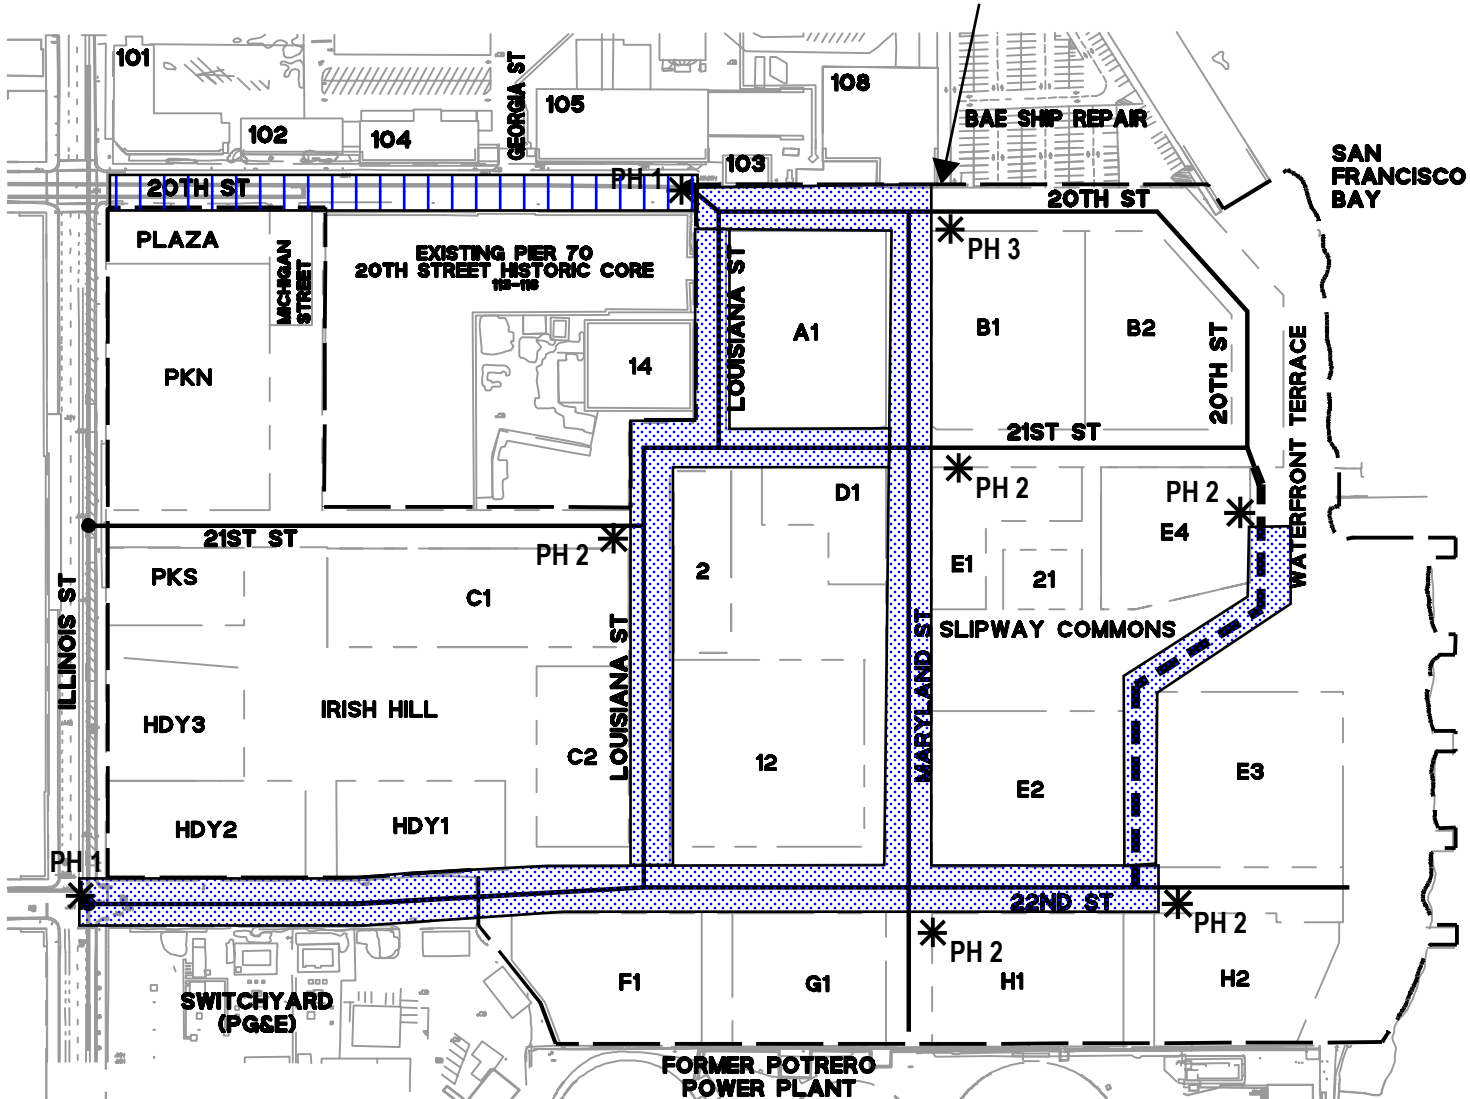 101
102
104
GEORGIA ST
105
108
BAE SHIP REPAIR
103
SAN
FRANCISCO
BAY
20TH ST
PH 1
20TH ST
PLAZA
MICHIGAN
STREET
EXISTING PIER 70
20TH STREET HISTORIC CORE
LOUISIANA ST
PH 3
A1
B1
B2
20TH ST
WATERFRONT TERRACE
14
PKN
21ST ST
D1
PH 2
PH 2
E4
21ST ST
PH 2
PKS
C1
2
E1
21
ILLINOIS ST
LOUISIANA ST
MARYLAND ST
SLIPWAY COMMONS
HDY3
IRISH HILL
C2
12
E2
E3
HDY2
HDY1
PH 1
22ND ST
PH 2
PH 2
SWITCHYARD
(PG&E)
F1
G1
H1
H2
FORMER POTRERO
POWER PLANT